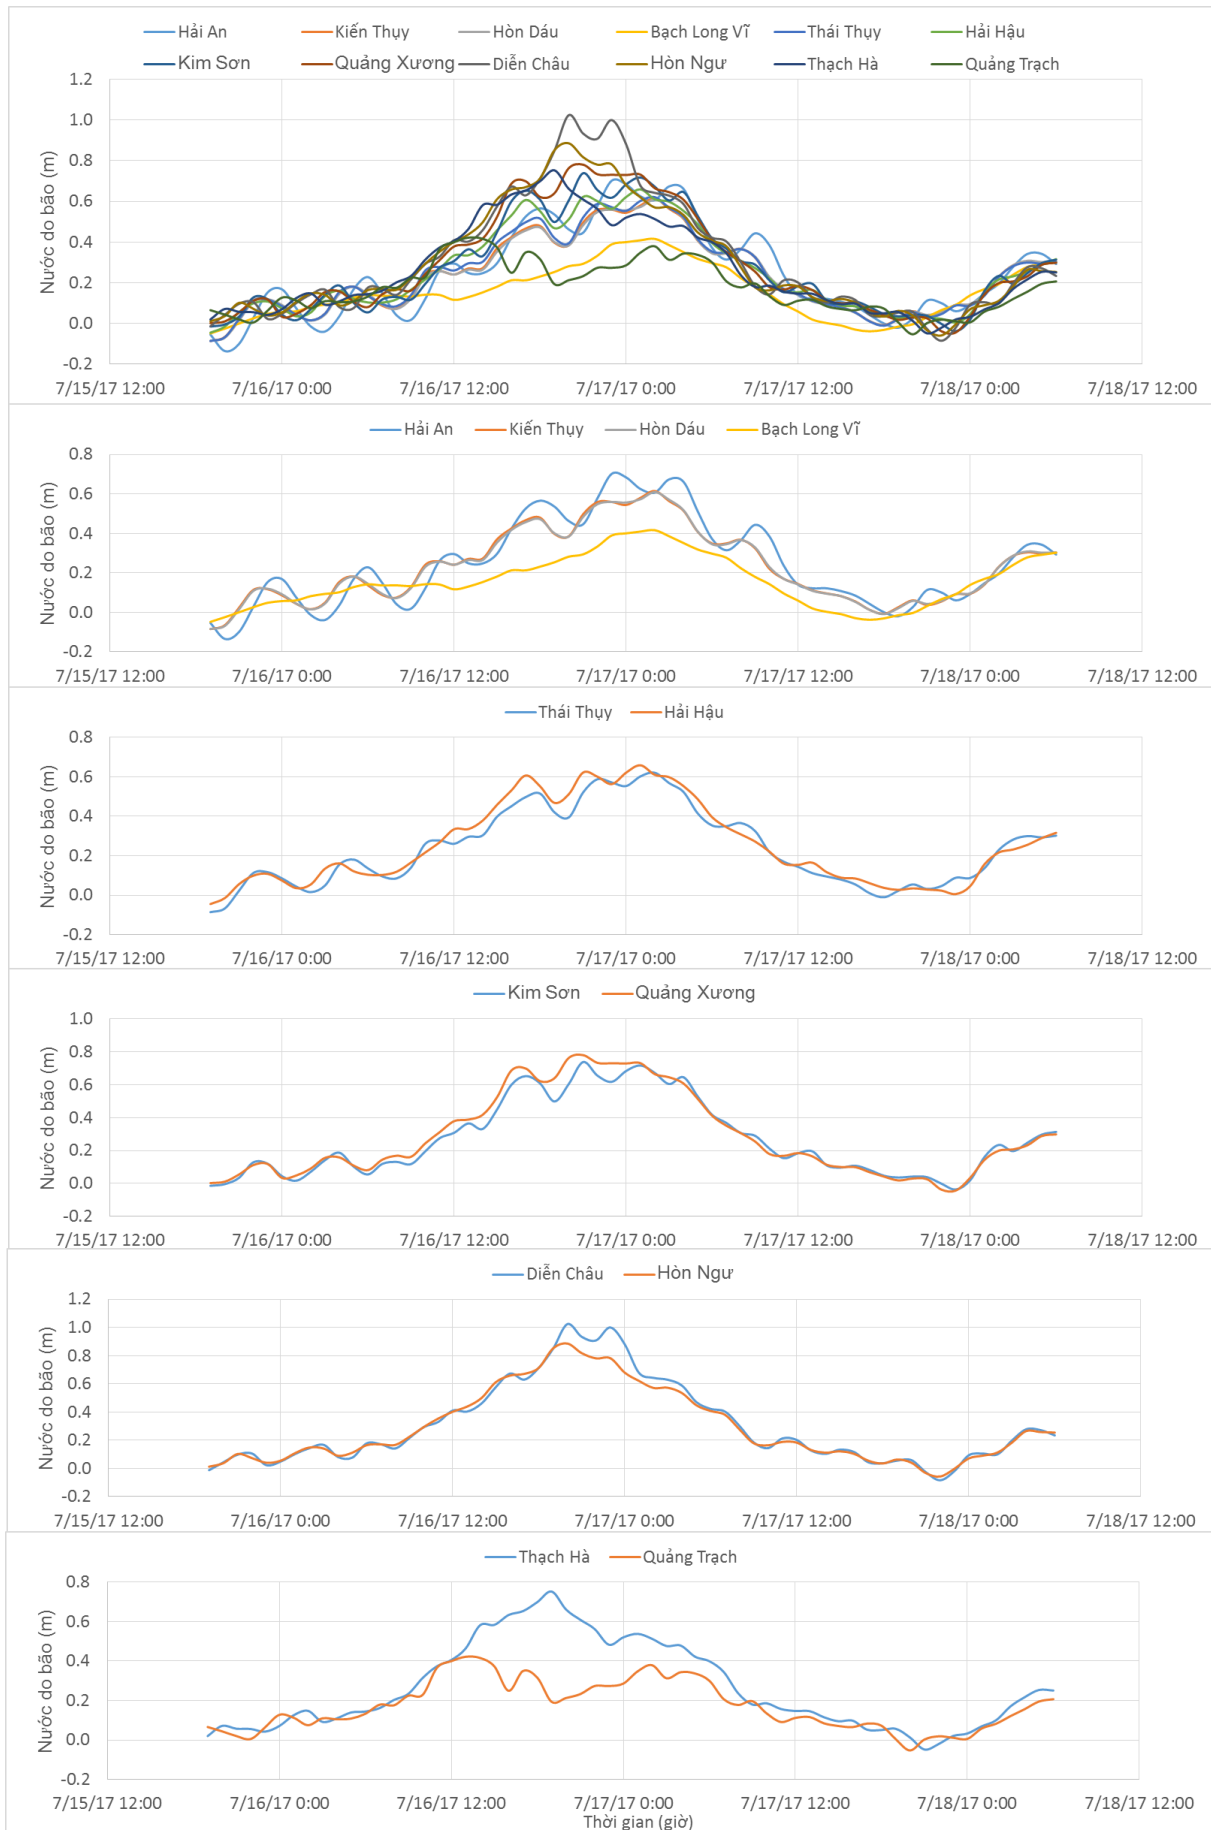 Hải An Kiến Thụy Hòn Dáu Bạch Long Vĩ Thái Thụy Hải Hậu
Kim Sơn Quảng Xương Diễn Châu Hòn Ngư Thạch Hà Quảng Trạch
Nước do bão (m)
1.2
1.0
0.8
0.6
0.4
0.2
0.0
-0.2
7/15/17 12:00 7/16/17 0:00 7/16/17 12:00 7/17/17 0:00 7/17/17 12:00 7/18/17 0:00 7/18/17 12:00
Hải An Kiến Thụy Hòn Dáu Bạch Long Vĩ
Nước do bão (m)
0.8
0.6
0.4
0.2
0.0
-0.2
7/15/17 12:00 7/16/17 0:00 7/16/17 12:00 7/17/17 0:00 7/17/17 12:00 7/18/17 0:00 7/18/17 12:00
Thái Thụy Hải Hậu
Nước do bão (m)
0.8
0.6
0.4
0.2
0.0
-0.2
7/15/17 12:00 7/16/17 0:00 7/16/17 12:00 7/17/17 0:00 7/17/17 12:00 7/18/17 0:00 7/18/17 12:00
Kim Sơn Quảng Xương
Nước do bão (m)
1.0
0.8
0.6
0.4
0.2
0.0
-0.2
7/15/17 12:00 7/16/17 0:00 7/16/17 12:00 7/17/17 0:00 7/17/17 12:00 7/18/17 0:00 7/18/17 12:00
Diễn Châu Hòn Ngư
Nước do bão (m)
1.2
1.0
0.8
0.6
0.4
0.2
0.0
-0.2
7/15/17 12:00 7/16/17 0:00 7/16/17 12:00 7/17/17 0:00 7/17/17 12:00 7/18/17 0:00 7/18/17 12:00
Thạch Hà Quảng Trạch
Nước do bão (m)
0.8
0.6
0.4
0.2
0.0
-0.2
7/15/17 12:00 7/16/17 0:00 7/16/17 12:00 7/17/17 0:00 7/17/17 12:00 7/18/17 0:00 7/18/17 12:00
Thời gian (giờ)